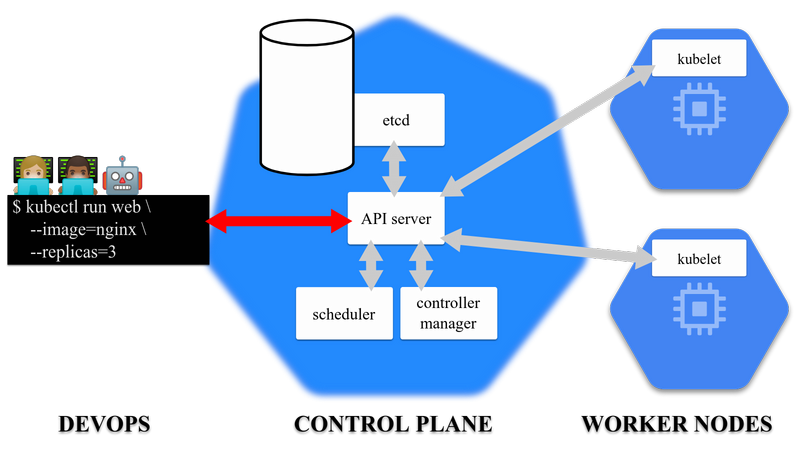 kubelet
etcd
$ kubectl run web \
--image=nginx \
--replicas=3
API server
kubelet
scheduler
controller
manager
DEVOPS
CONTROL PLANE
WORKER NODES